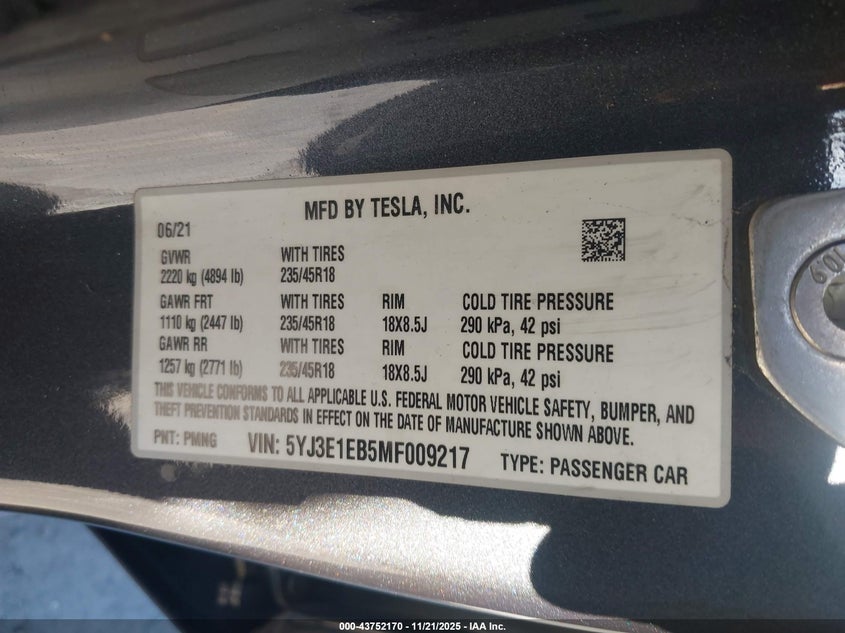 MFD BY TESLA, INC.
06/21
GVWR WITH TIRES
2220 kg (4894 lb) 235/45R18
GAWR FRT WITH TIRES RIM COLD TIRE PRESSURE
1110 kg (2447 lb) 235/45R18 18X8.5J 290 kPa, 42 psi
GAWR RR WITH TIRES RIM COLD TIRE PRESSURE
1257 kg (2771 lb) 235/45R18 18X8.5J 290 kPa, 42 psi
THIS VEHICLE CONFORMS TO ALL APPLICABLE U.S. FEDERAL MOTOR VEHICLE SAFETY, BUMPER, AND
THEFT PREVENTION STANDARDS IN EFFECT ON THE DATE OF MANUFACTURE SHOWN ABOVE.
PNT: PMNG VIN: 5YJ3E1EB5MF009217 TYPE: PASSENGER CAR
000-43752170 - 11/21/2025 - IAA Inc.